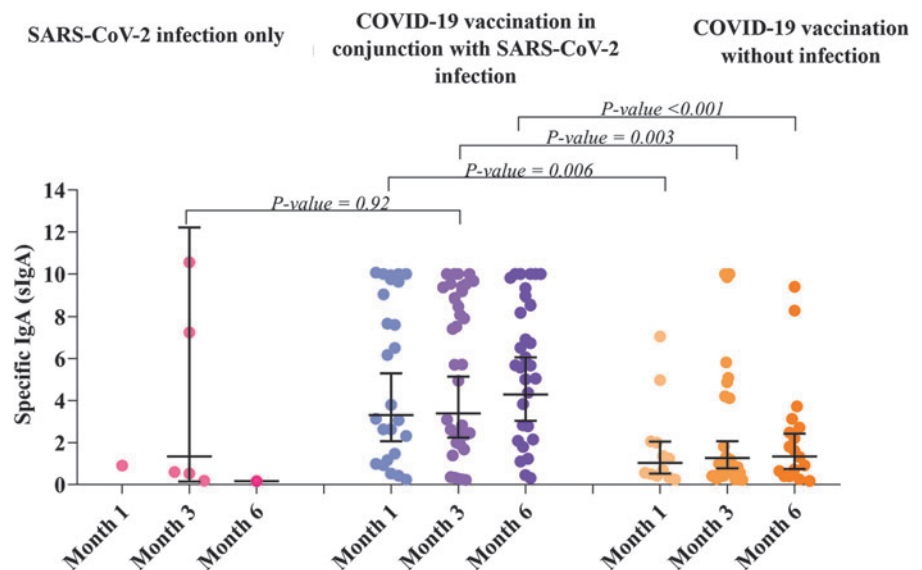 SARS-CoV-2 infection only
COVID-19 vaccination in
conjunction with SARS-CoV-2
infection
COVID-19 vaccination
without infection
P-value <0.001
P-value = 0.003
P-value = 0.006
P-value = 0.92
Specific IgA (sIgA)
14
12
10
8
6
4
2
0
Month 1
Month 3
Month 6
Month 1
Month 3
Month 6
Month 1
Month 3
Month 6